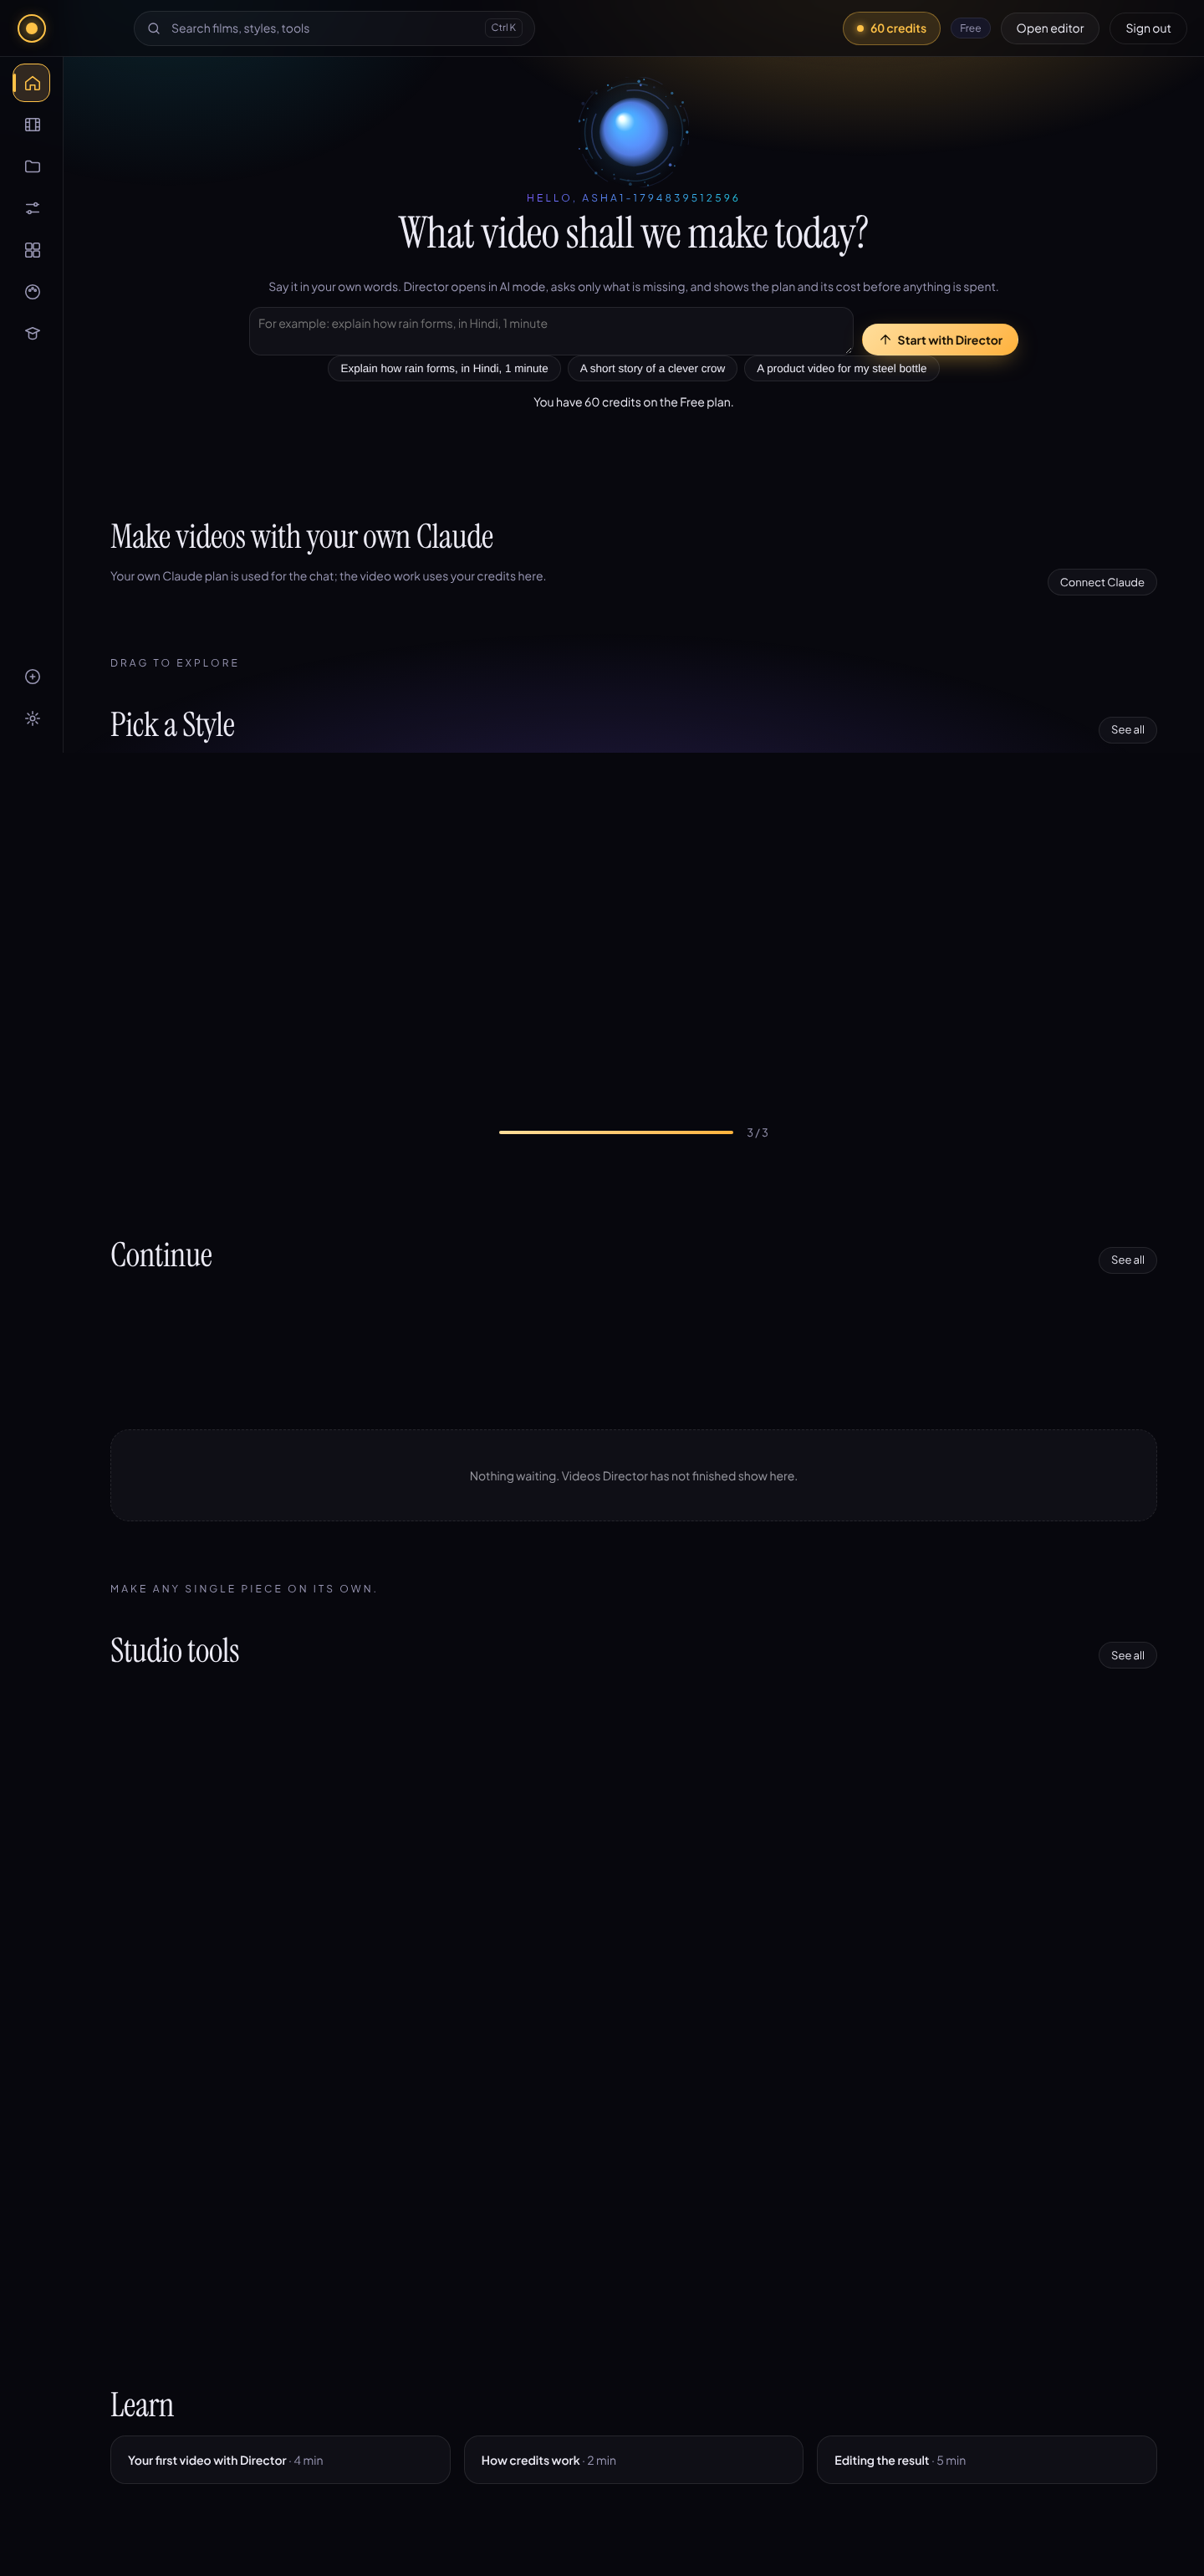 Search films, styles, tools
Ctrl K
60 credits
Free
Open editor
Sign out
HELLO, ASHA1-1794839512596
What video shall we make today?
Say it in your own words. Director opens in AI mode, asks only what is missing, and shows the plan and its cost before anything is spent.
For example: explain how rain forms, in Hindi, 1 minute
Start with Director
Explain how rain forms, in Hindi, 1 minute
A short story of a clever crow
A product video for my steel bottle
You have 60 credits on the Free plan.
Make videos with your own Claude
Your own Claude plan is used for the chat; the video work uses your credits here.
Connect Claude
DRAG TO EXPLORE
Pick a Style
See all
3/3
Continue
See all
Nothing waiting. Videos Director has not finished show here.
MAKE ANY SINGLE PIECE ON ITS OWN.
Studio tools
See all
Learn
Your first video with Director · 4 min
How credits work · 2 min
Editing the result · 5 min